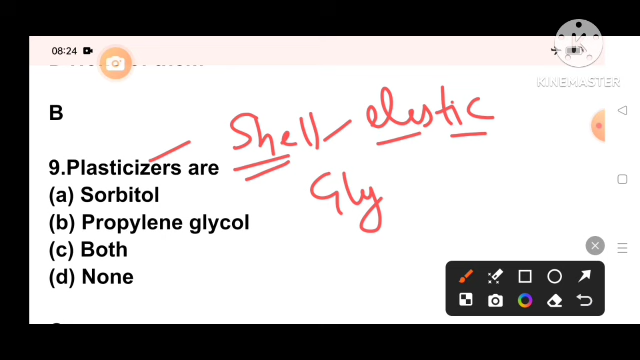 08:24
KINEMASTER
B
Shell elastic
9.Plasticizers are
Gly
(a) Sorbitol
(b) Propylene glycol
(c) Both
(d) None